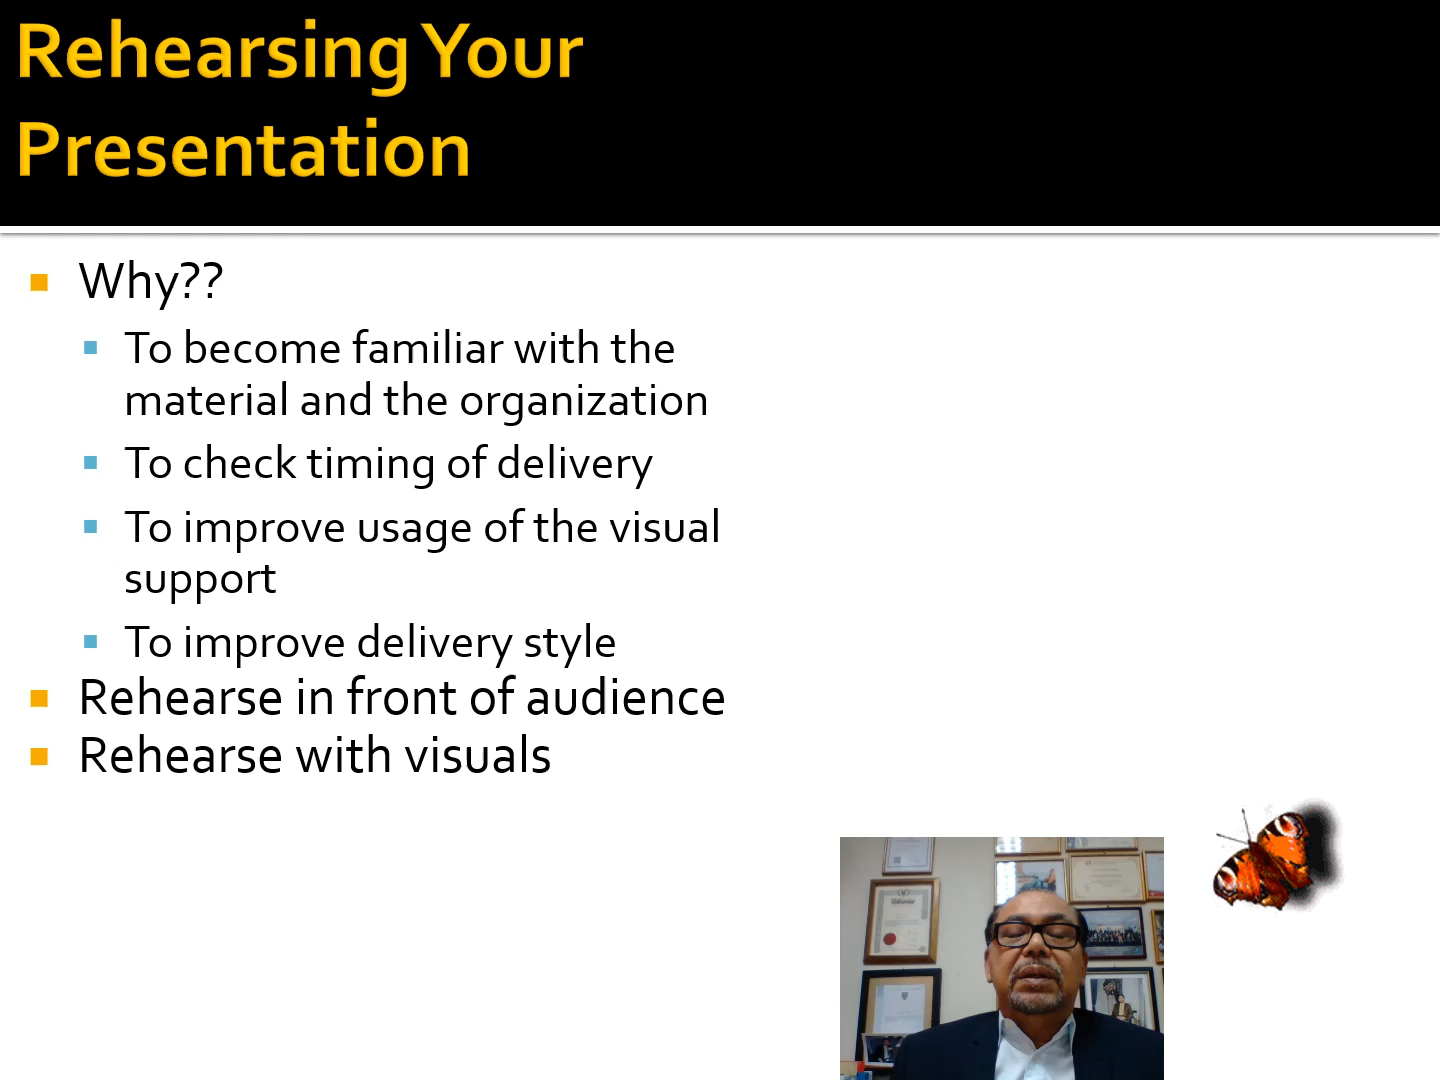 Rehearsing Your
Presentation
Why??
To become familiar with the
material and the organization
To check timing of delivery
To improve usage of the visual
support
To improve delivery style
Rehearse in front of audience
Rehearse with visuals